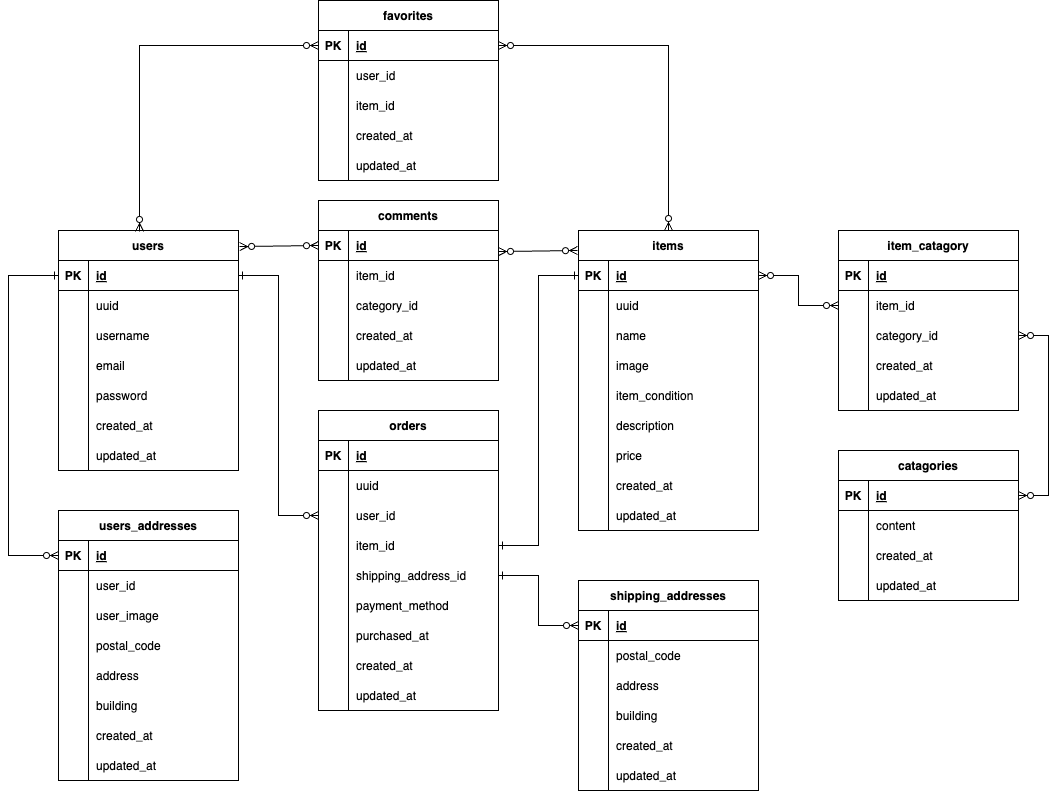 favorites
PK id
user_id
item_id
created_at
updated_at
comments
PK id
item_id
category_id
created_at
updated_at
users
PK id
uuid
username
email
password
created_at
updated_at
items
PK id
uuid
name
image
item_condition
description
price
created_at
updated_at
item_catagory
PK id
item_id
category_id
created_at
updated_at
orders
PK id
uuid
user_id
item_id
shipping_address_id
payment_method
purchased_at
created_at
updated_at
catagories
PK id
content
created_at
updated_at
users_addresses
PK id
user_id
user_image
postal_code
address
building
created_at
updated_at
shipping_addresses
PK id
postal_code
address
building
created_at
updated_at